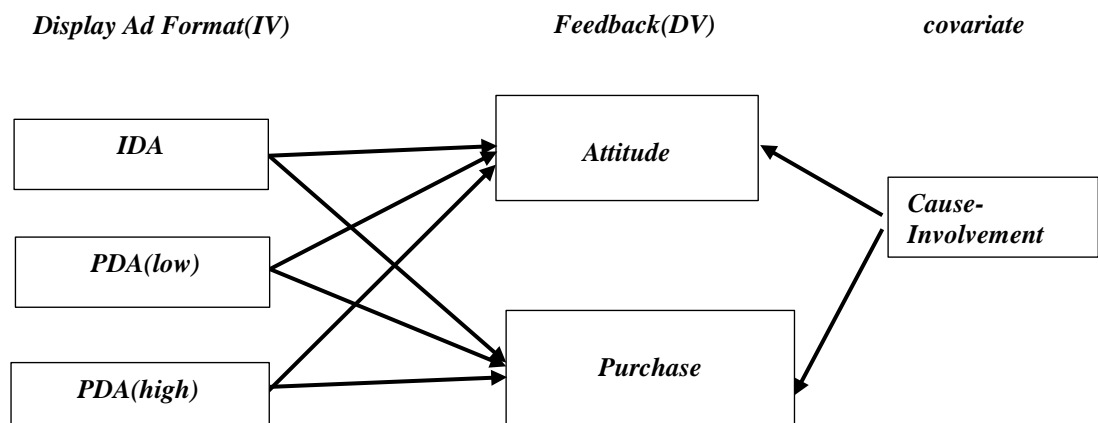 Display Ad Format(IV)
Feedback(DV)
covariate
IDA
Attitude
Cause-
Involvement
PDA(low)
Purchase
PDA(high)